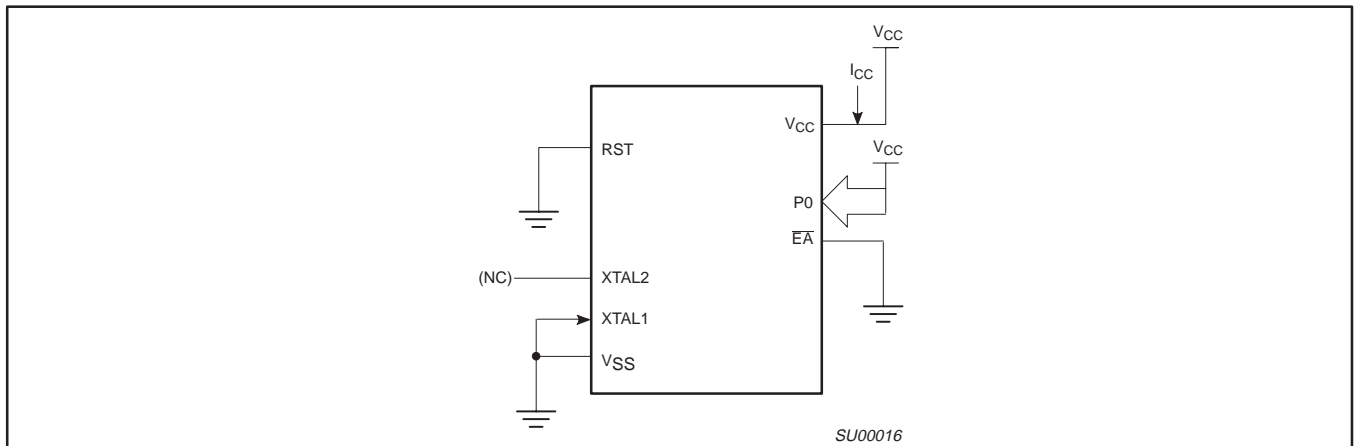 VCC
ICC
VCC
VCC
RST
P0
EA
(NC)
XTAL2
XTAL1
VSS
SU00016